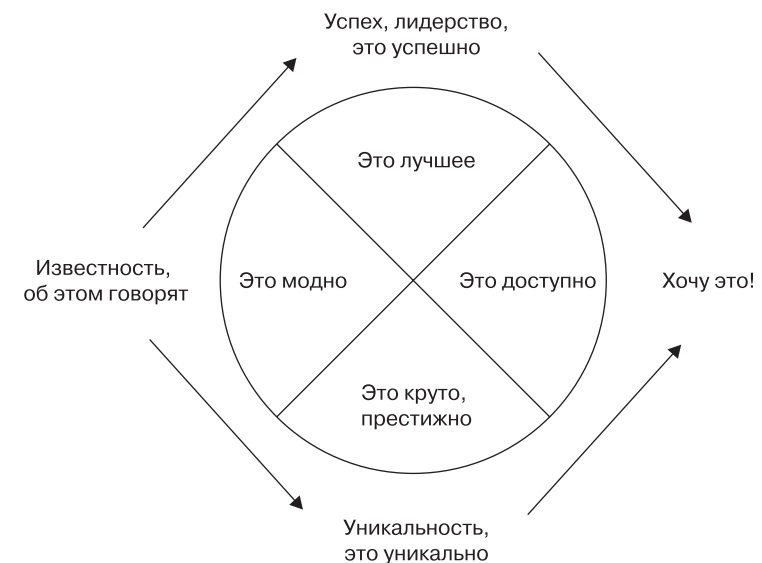 Успех, лидерство,
это успешно
Это лучшее
Известность,
об этом говорят
Это модно
Это доступно
Хочу это!
Это круто,
престижно
Уникальность,
это уникально